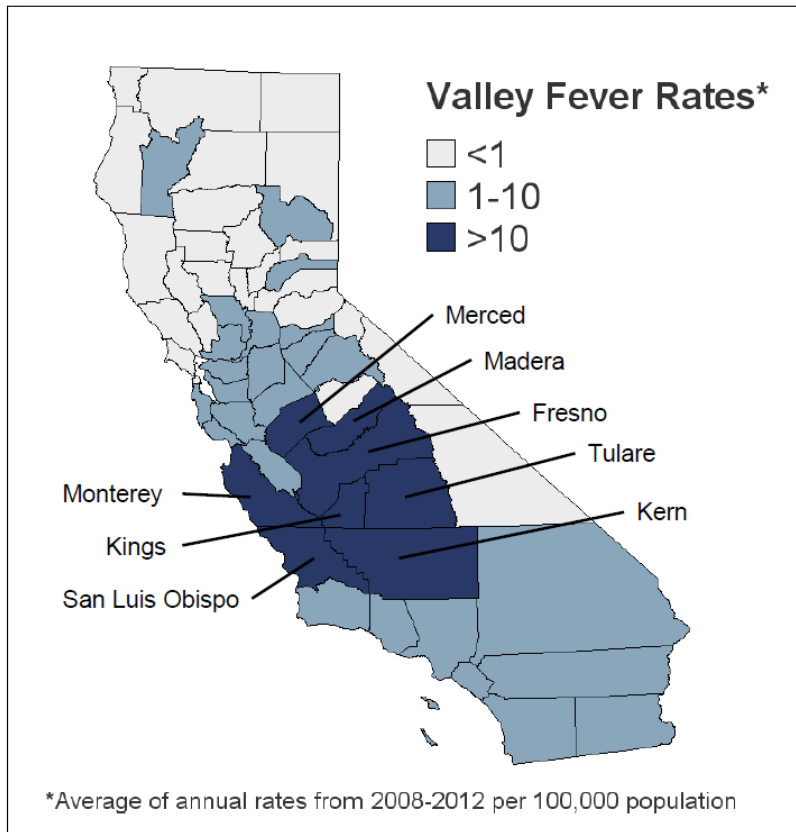 Valley Fever Rates*
<1
1-10
>10
Merced
Madera
Fresno
Tulare
Monterey
Kern
Kings
San Luis Obispo
*Average of annual rates from 2008-2012 per 100,000 population